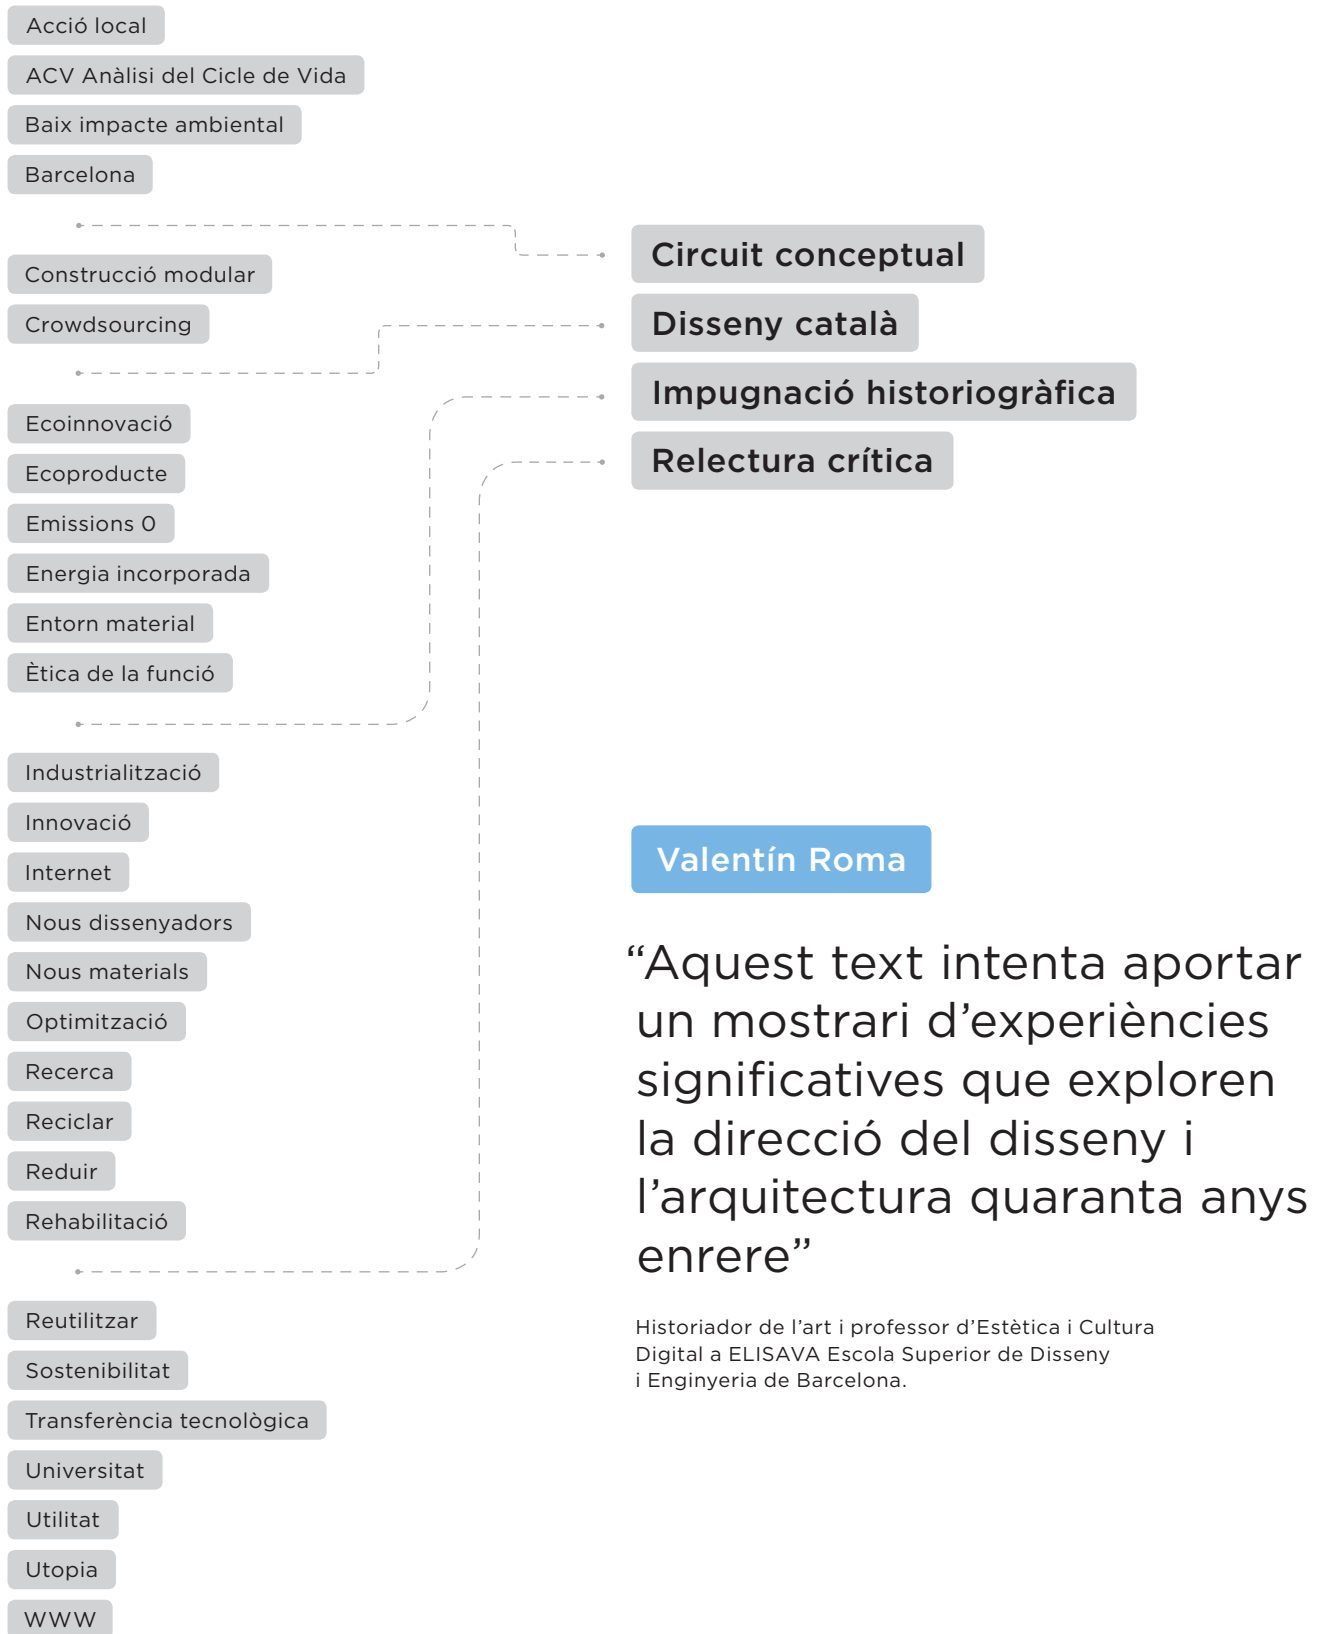 Acció local
ACV Anàlisi del Cicle de Vida
Baix impacte ambiental
Barcelona
Construcció modular
Crowdsourcing
Ecoinnovació
Ecoproducte
Emissions 0
Energia incorporada
Entorn material
Ètica de la funció
Industrialització
Innovació
Internet
Nous dissenyadors
Nous materials
Optimització
Recerca
Reciclar
Reduir
Rehabilitació
Reutilitzar
Sostenibilitat
Transferència tecnològica
Universitat
Utilitat
Utopia
WWW
Circuit conceptual
Disseny català
Impugnació historiogràfica
Relectura crítica
Valentín Roma
“Aquest text intenta aportar
un mostrari d’experiències
significatives que exploren
la direcció del disseny i
l’arquitectura quaranta anys
enrere”
Historiador de l’art i professor d’Estètica i Cultura
Digital a ELISAVA Escola Superior de Disseny
i Enginyeria de Barcelona.